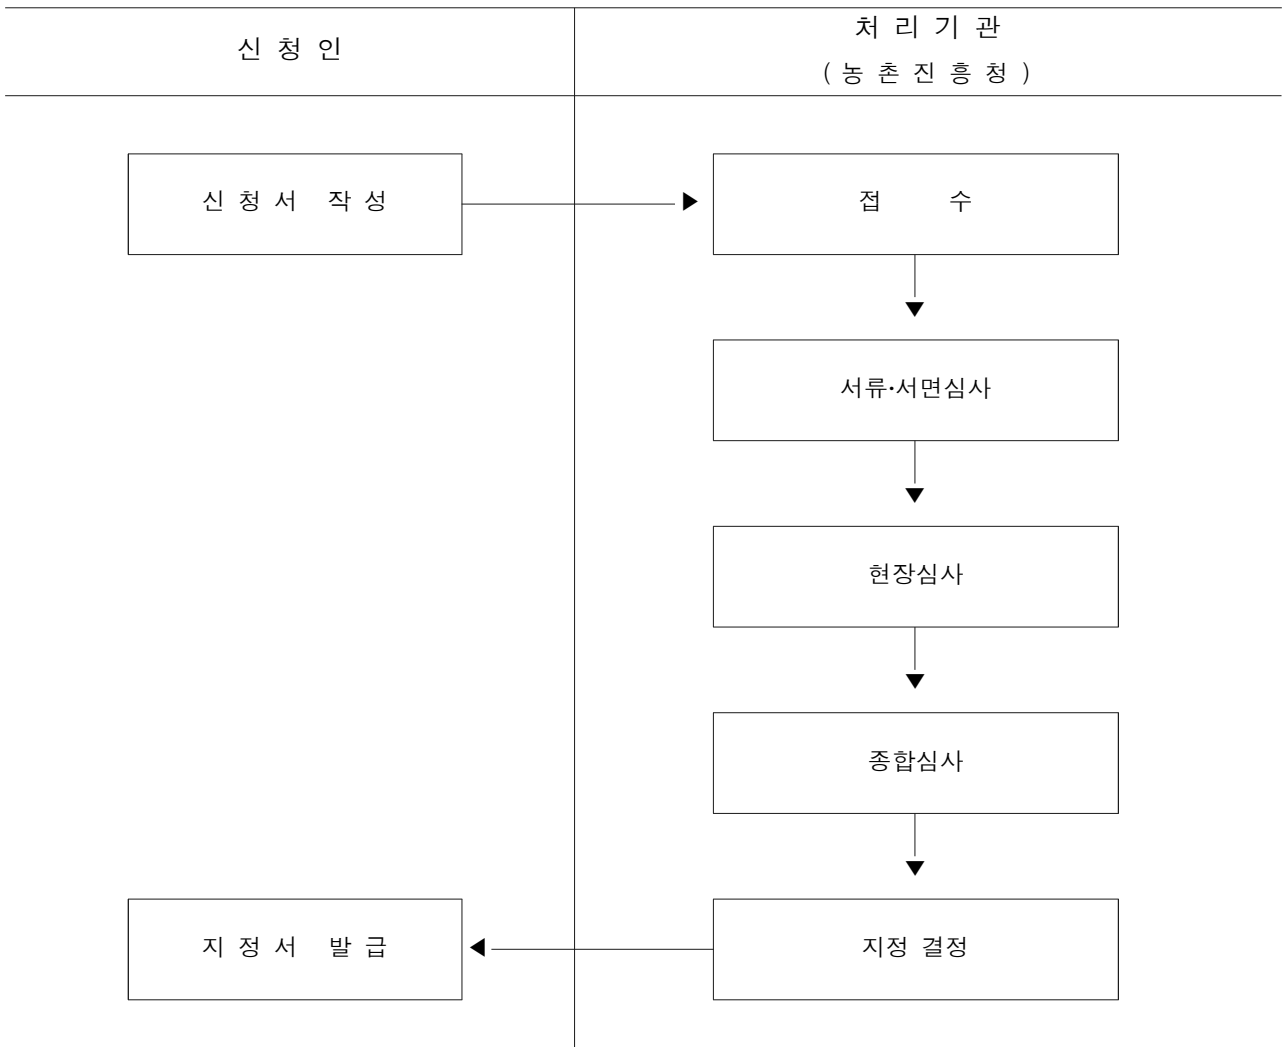 신 청 인
처 리 기 관
( 농 촌 진 흥 청 )
신 청 서 작 성
접 수
서류·서면심사
현장심사
종합심사
지 정 서 발 급
지정 결정